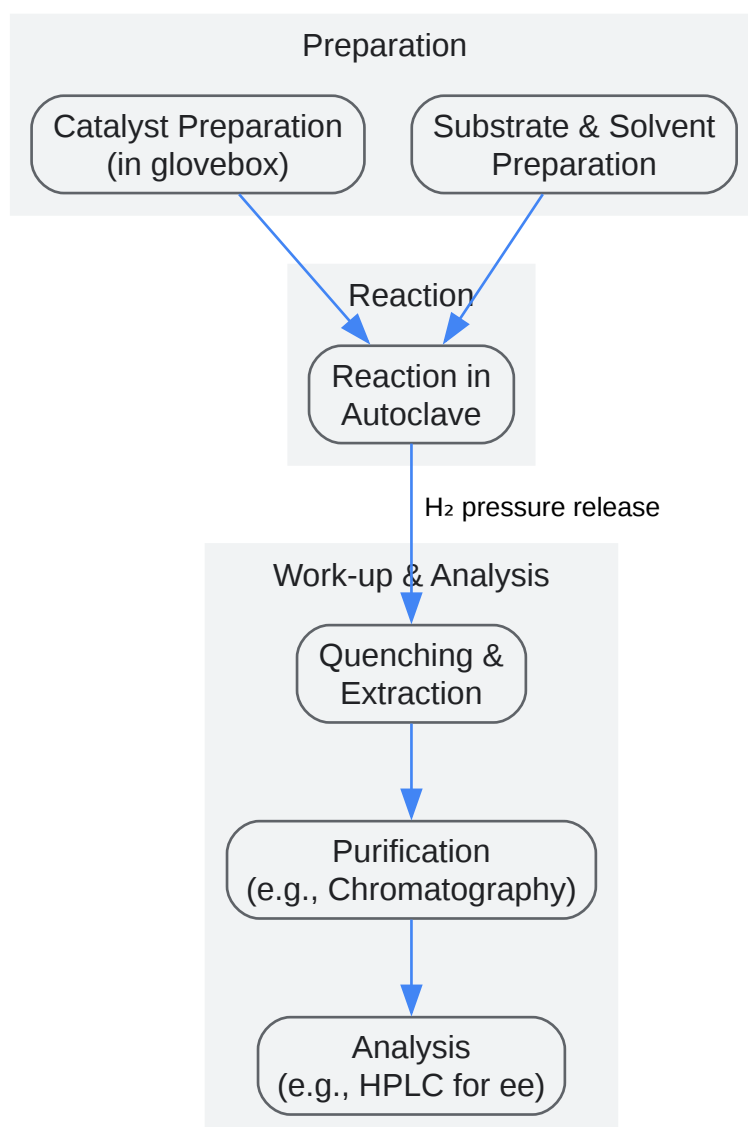 Preparation
Catalyst Preparation
(in glovebox)
Substrate & Solvent
Preparation
Reaction
Reaction in
Autoclave
H₂ pressure release
Work-up & Analysis
Quenching &
Extraction
Purification
(e.g., Chromatography)
Analysis
(e.g., HPLC for ee)